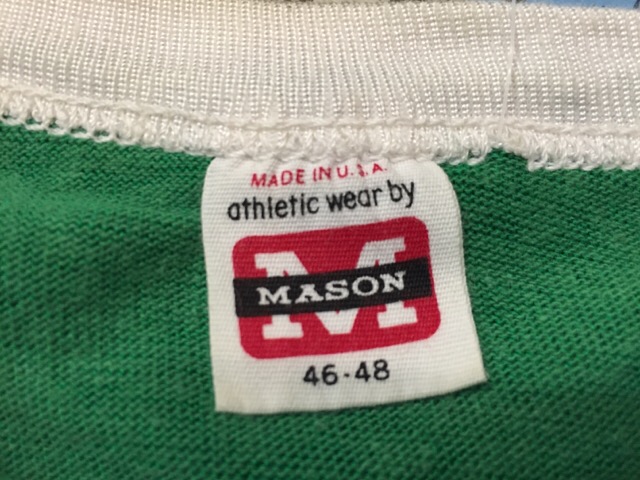 MADE IN U.S.A.
athletic wear by
M
MASON
46-48